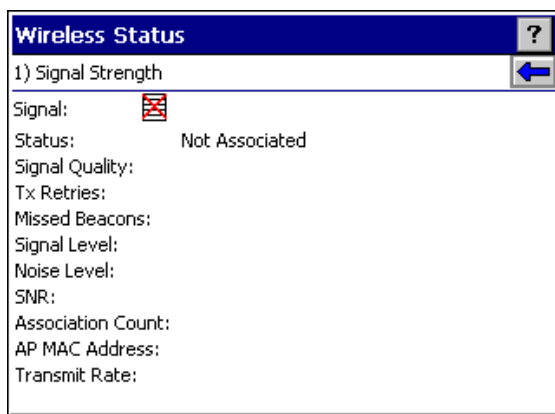 Wireless Status ?
1) Signal Strength
Signal:
Status: Not Associated
Signal Quality:
Tx Retries:
Missed Beacons:
Signal Level:
Noise Level:
SNR:
Association Count:
AP MAC Address:
Transmit Rate: